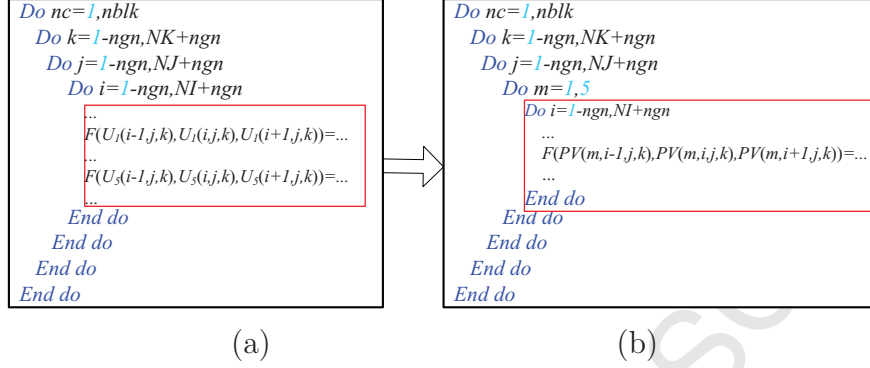 Do nc=1,nblk
Do k=1-ngn,NK+ngn
Do j=1-ngn,NJ+ngn
Do i=1-ngn,NI+ngn
...
F(U1(i-1,j,k),U1(i,j,k),U1(i+1,j,k))=...
...
F(U5(i-1,j,k),U5(i,j,k),U5(i+1,j,k))=...
...
End do
End do
End do
End do
(a)
Do nc=1,nblk
Do k=1-ngn,NK+ngn
Do j=1-ngn,NJ+ngn
Do m=1,5
Do i=1-ngn,NI+ngn
...
F(PV(m,i-1,j,k),PV(m,i,j,k),PV(m,i+1,j,k))=...
...
End do
End do
End do
End do
End do
(b)